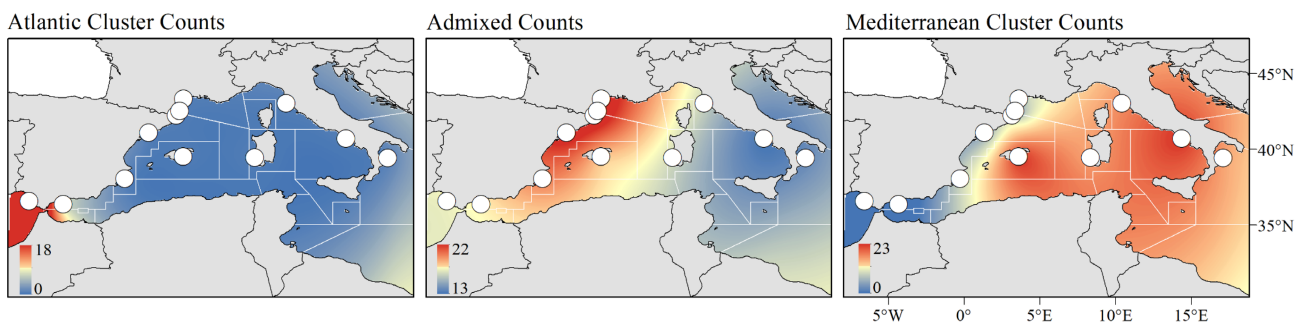 Atlantic Cluster Counts
Admixed Counts
Mediterranean Cluster Counts
18
0
22
13
23
0
45°N
40°N
35°N
5°W
0°
5°E
10°E
15°E